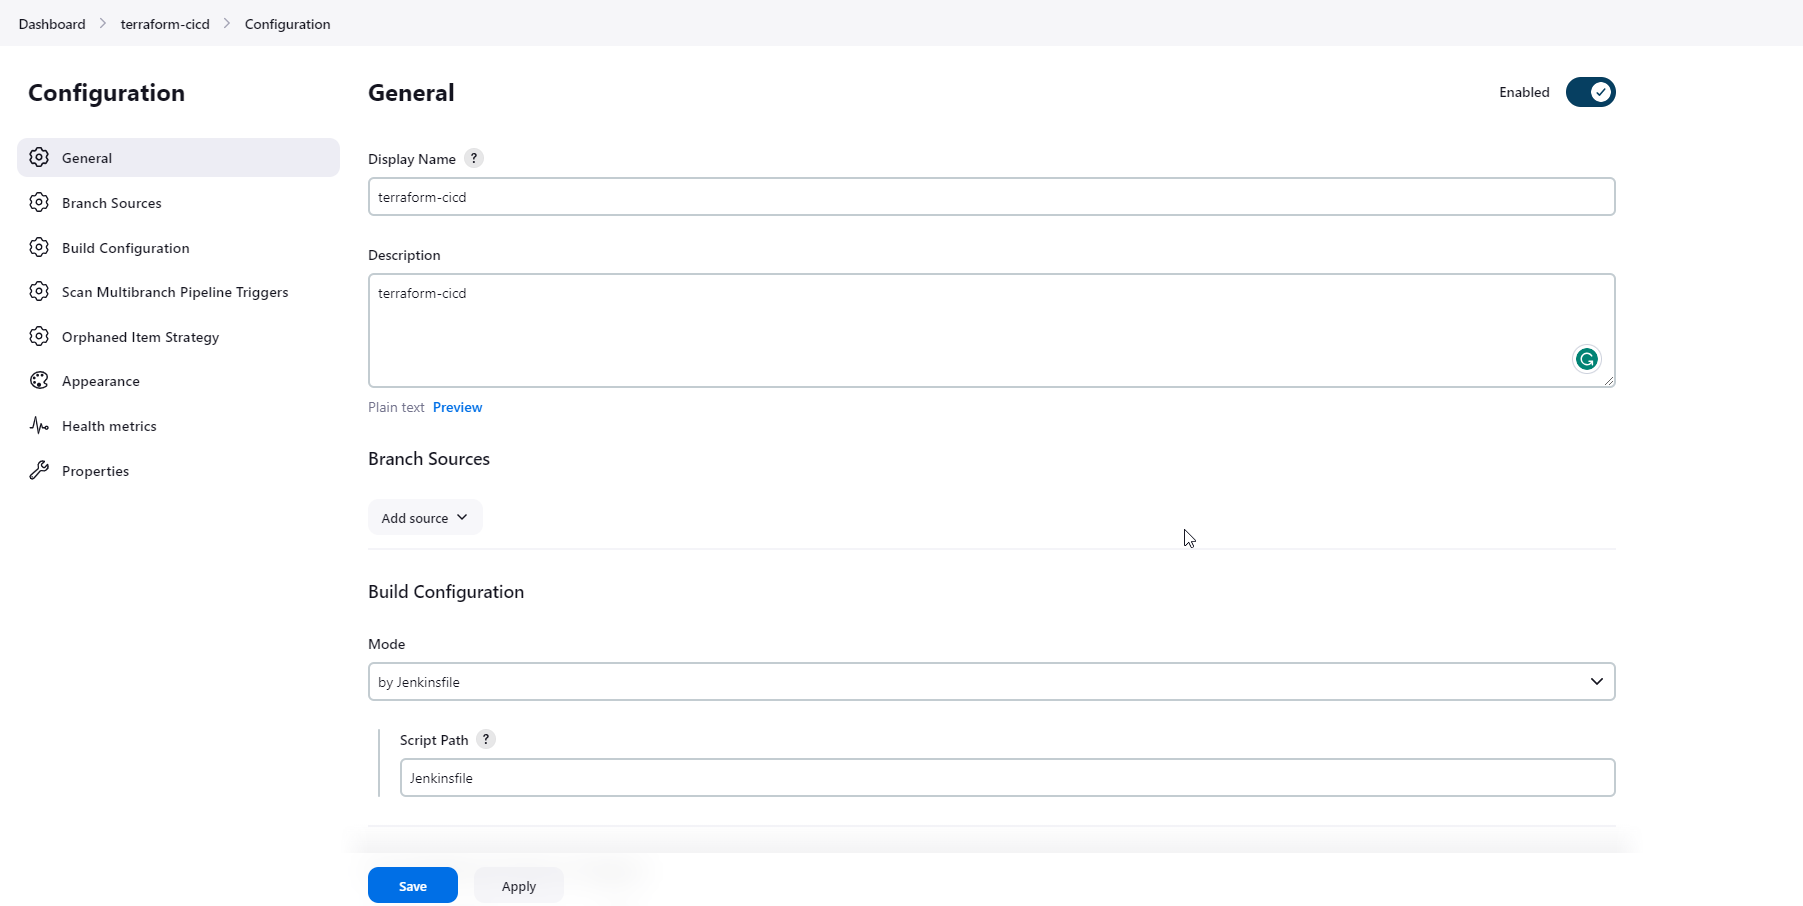 Dashboard > terraform-cicd > Configuration
Configuration
General
Branch Sources
Build Configuration
Scan Multibranch Pipeline Triggers
Orphaned Item Strategy
Appearance
Health metrics
Properties
General
Enabled
Display Name ?
terraform-cicd
Description
terraform-cicd
Plain text Preview
Branch Sources
Add source
Build Configuration
Mode
by Jenkinsfile
Script Path ?
Jenkinsfile
Save Apply